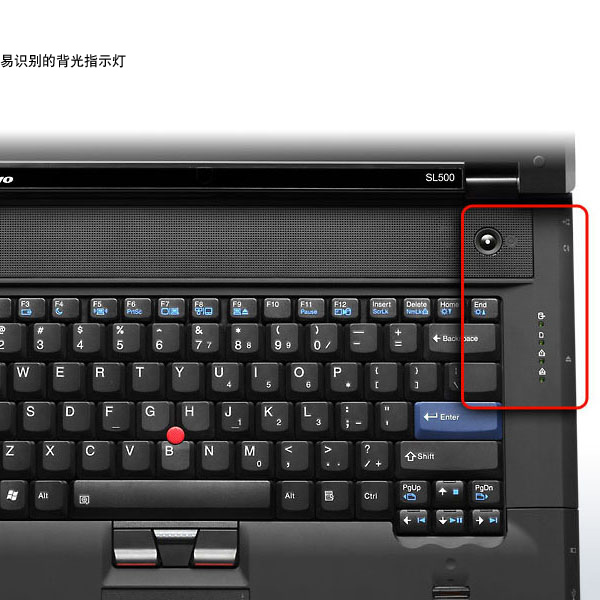 易识别的背光指示灯
SL500
F3 F4 F5 F6 F7 F8 F9 F10 F11 F12 Insert Delete Home End
PrtSc Pause ScrLk NmLk
@ # $ % ^ & * ( ) _ +
2 3 4 5 6 7 7 8 8 9 9 0 / - = Backspace
W E R T Y U I O P { }
4 5 6 * [ ]
S D F G H J K L : " Enter
_ 1 2 3 ; - '
Z X C V B N M < > ? Shift
0 , . / +
Alt Alt Ctrl PgUp PgDn